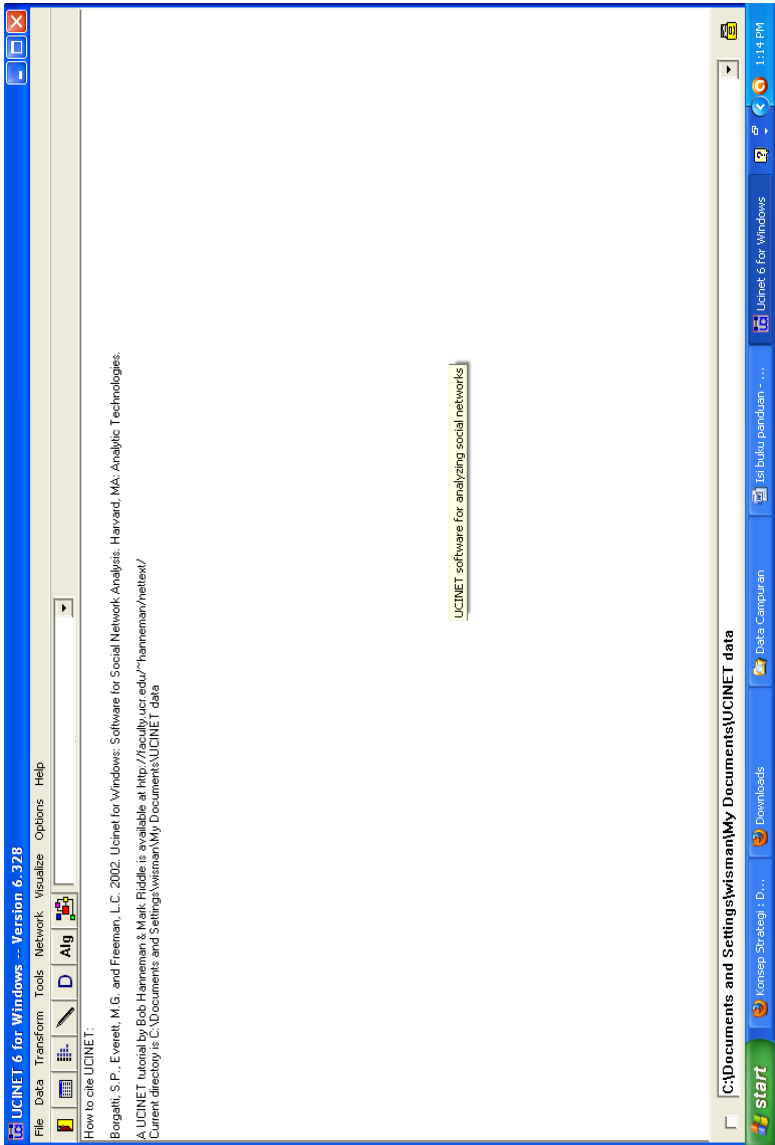 UCINET 6 for Windows -- Version 6.328
File Data Transform Tools Network Visualize Options Help
D Alg
How to cite UCINET:
Borgatti, S.P., Everett, M.G. and Freeman, L.C. 2002. Ucinet for Windows: Software for Social Network Analysis. Harvard, MA: Analytic Technologies.
A UCINET tutorial by Bob Hanneman & Mark Riddle is available at http://faculty.ucr.edu/~hanneman/nettext/
Current directory is C:\Documents and Settings\wisman\My Documents\UCINET data
UCINET software for analyzing social networks
C:\Documents and Settings\wisman\My Documents\UCINET data
start Konsep Strategi : D... Downloads Data Campuran Isi buku panduan - ... Ucinet 6 for Windows 1:14 PM